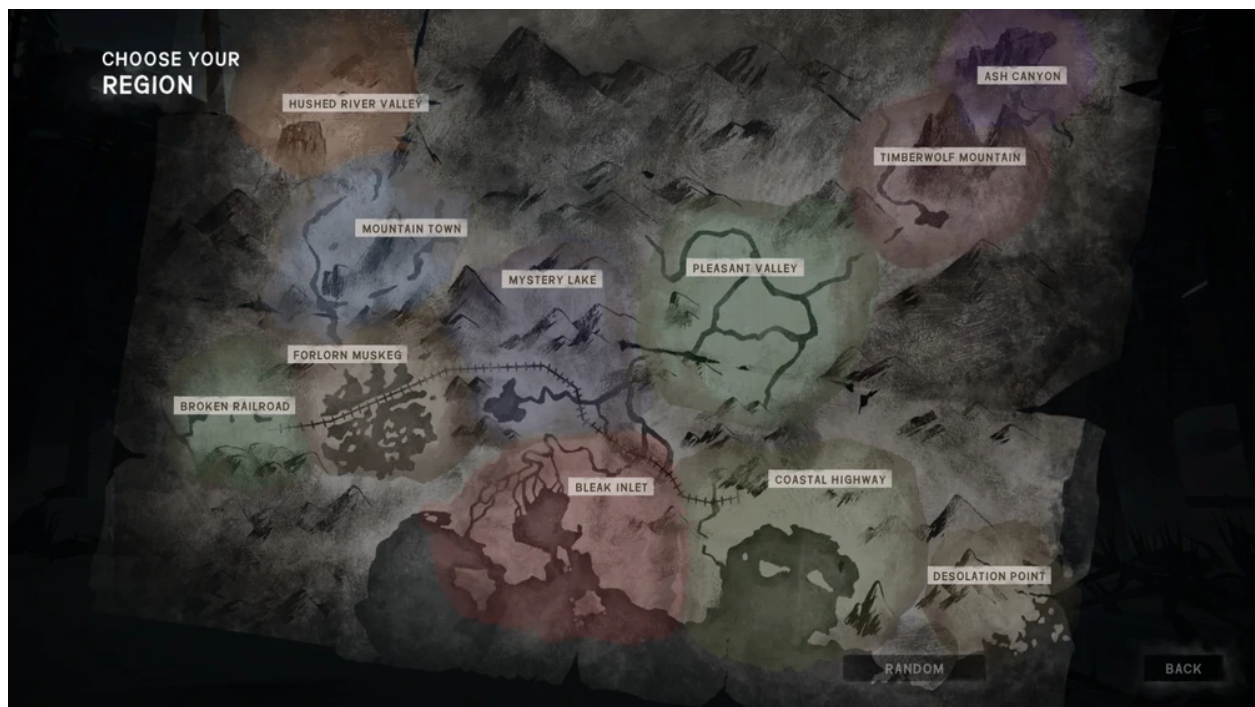 CHOOSE YOUR
REGION
ASH CANYON
HUSHED RIVER VALLEY
TIMBERWOLF MOUNTAIN
MOUNTAIN TOWN
PLEASANT VALLEY
MYSTERY LAKE
FORLORN MUSKEG
BROKEN RAILROAD
COASTAL HIGHWAY
BLEAK INLET
DESOLATION POINT
RANDOM
BACK